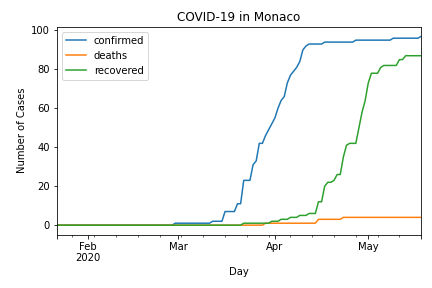 COVID-19 in Monaco
confirmed
deaths
recovered
Number of Cases
100
80
60
40
20
0
Feb
2020
Mar
Apr
May
Day